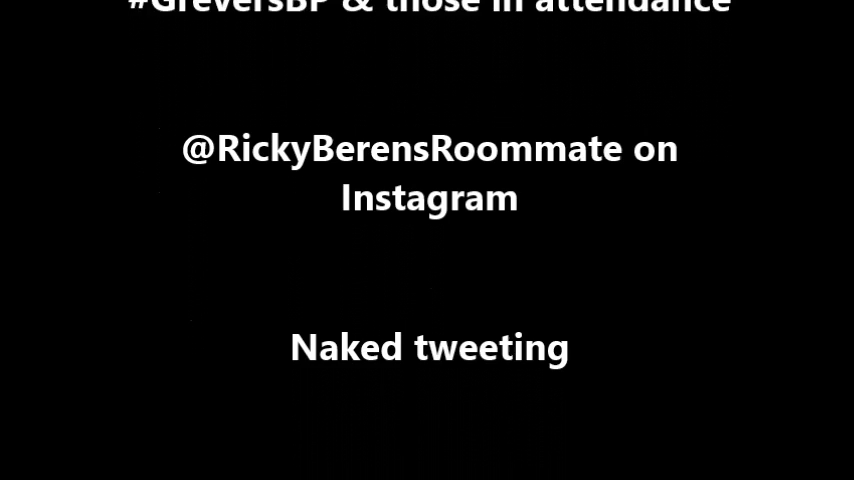 #GreversBP & those in attendance
@RickyBerensRoommate on
Instagram
Naked tweeting